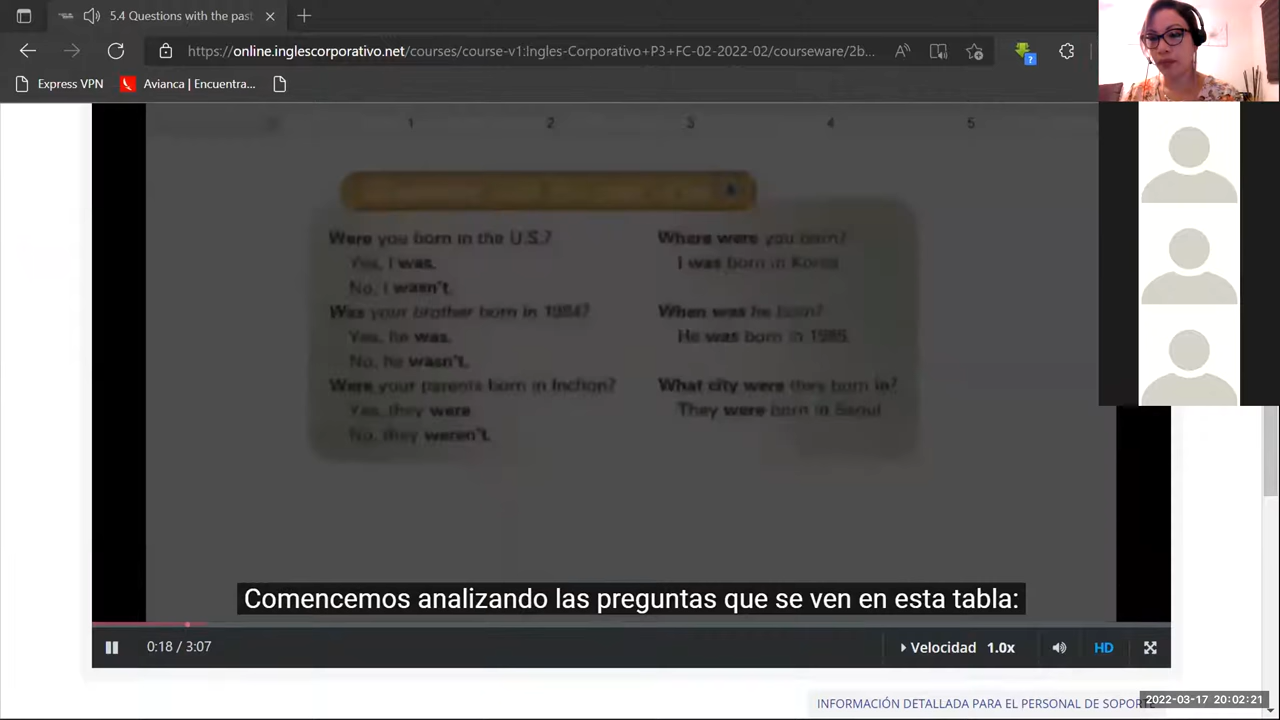 5.4 Questions with the past
https://online.inglescorporativo.net/courses/course-v1:Ingles-Corporativo+P3+FC-02-2022-02/courseware/2b...
Express VPN
Avianca | Encuentra...
1 2 3 4 5
Were you born in the U.S.?
Yes, I was.
No, I wasn't.
Was your brother born in 1984?
Yes, he was.
No, he wasn't.
Were your parents born in Inchon?
Yes, they were.
No, they weren't.
Where were you born?
I was born in Korea.
When was he born?
He was born in 1985.
What city were they born in?
They were born in Seoul.
Comencemos analizando las preguntas que se ven en esta tabla:
0:18 / 3:07
Velocidad 1.0x
HD
INFORMACIÓN DETALLADA PARA EL PERSONAL DE SOPORTE
2022-03-17 20:02:21